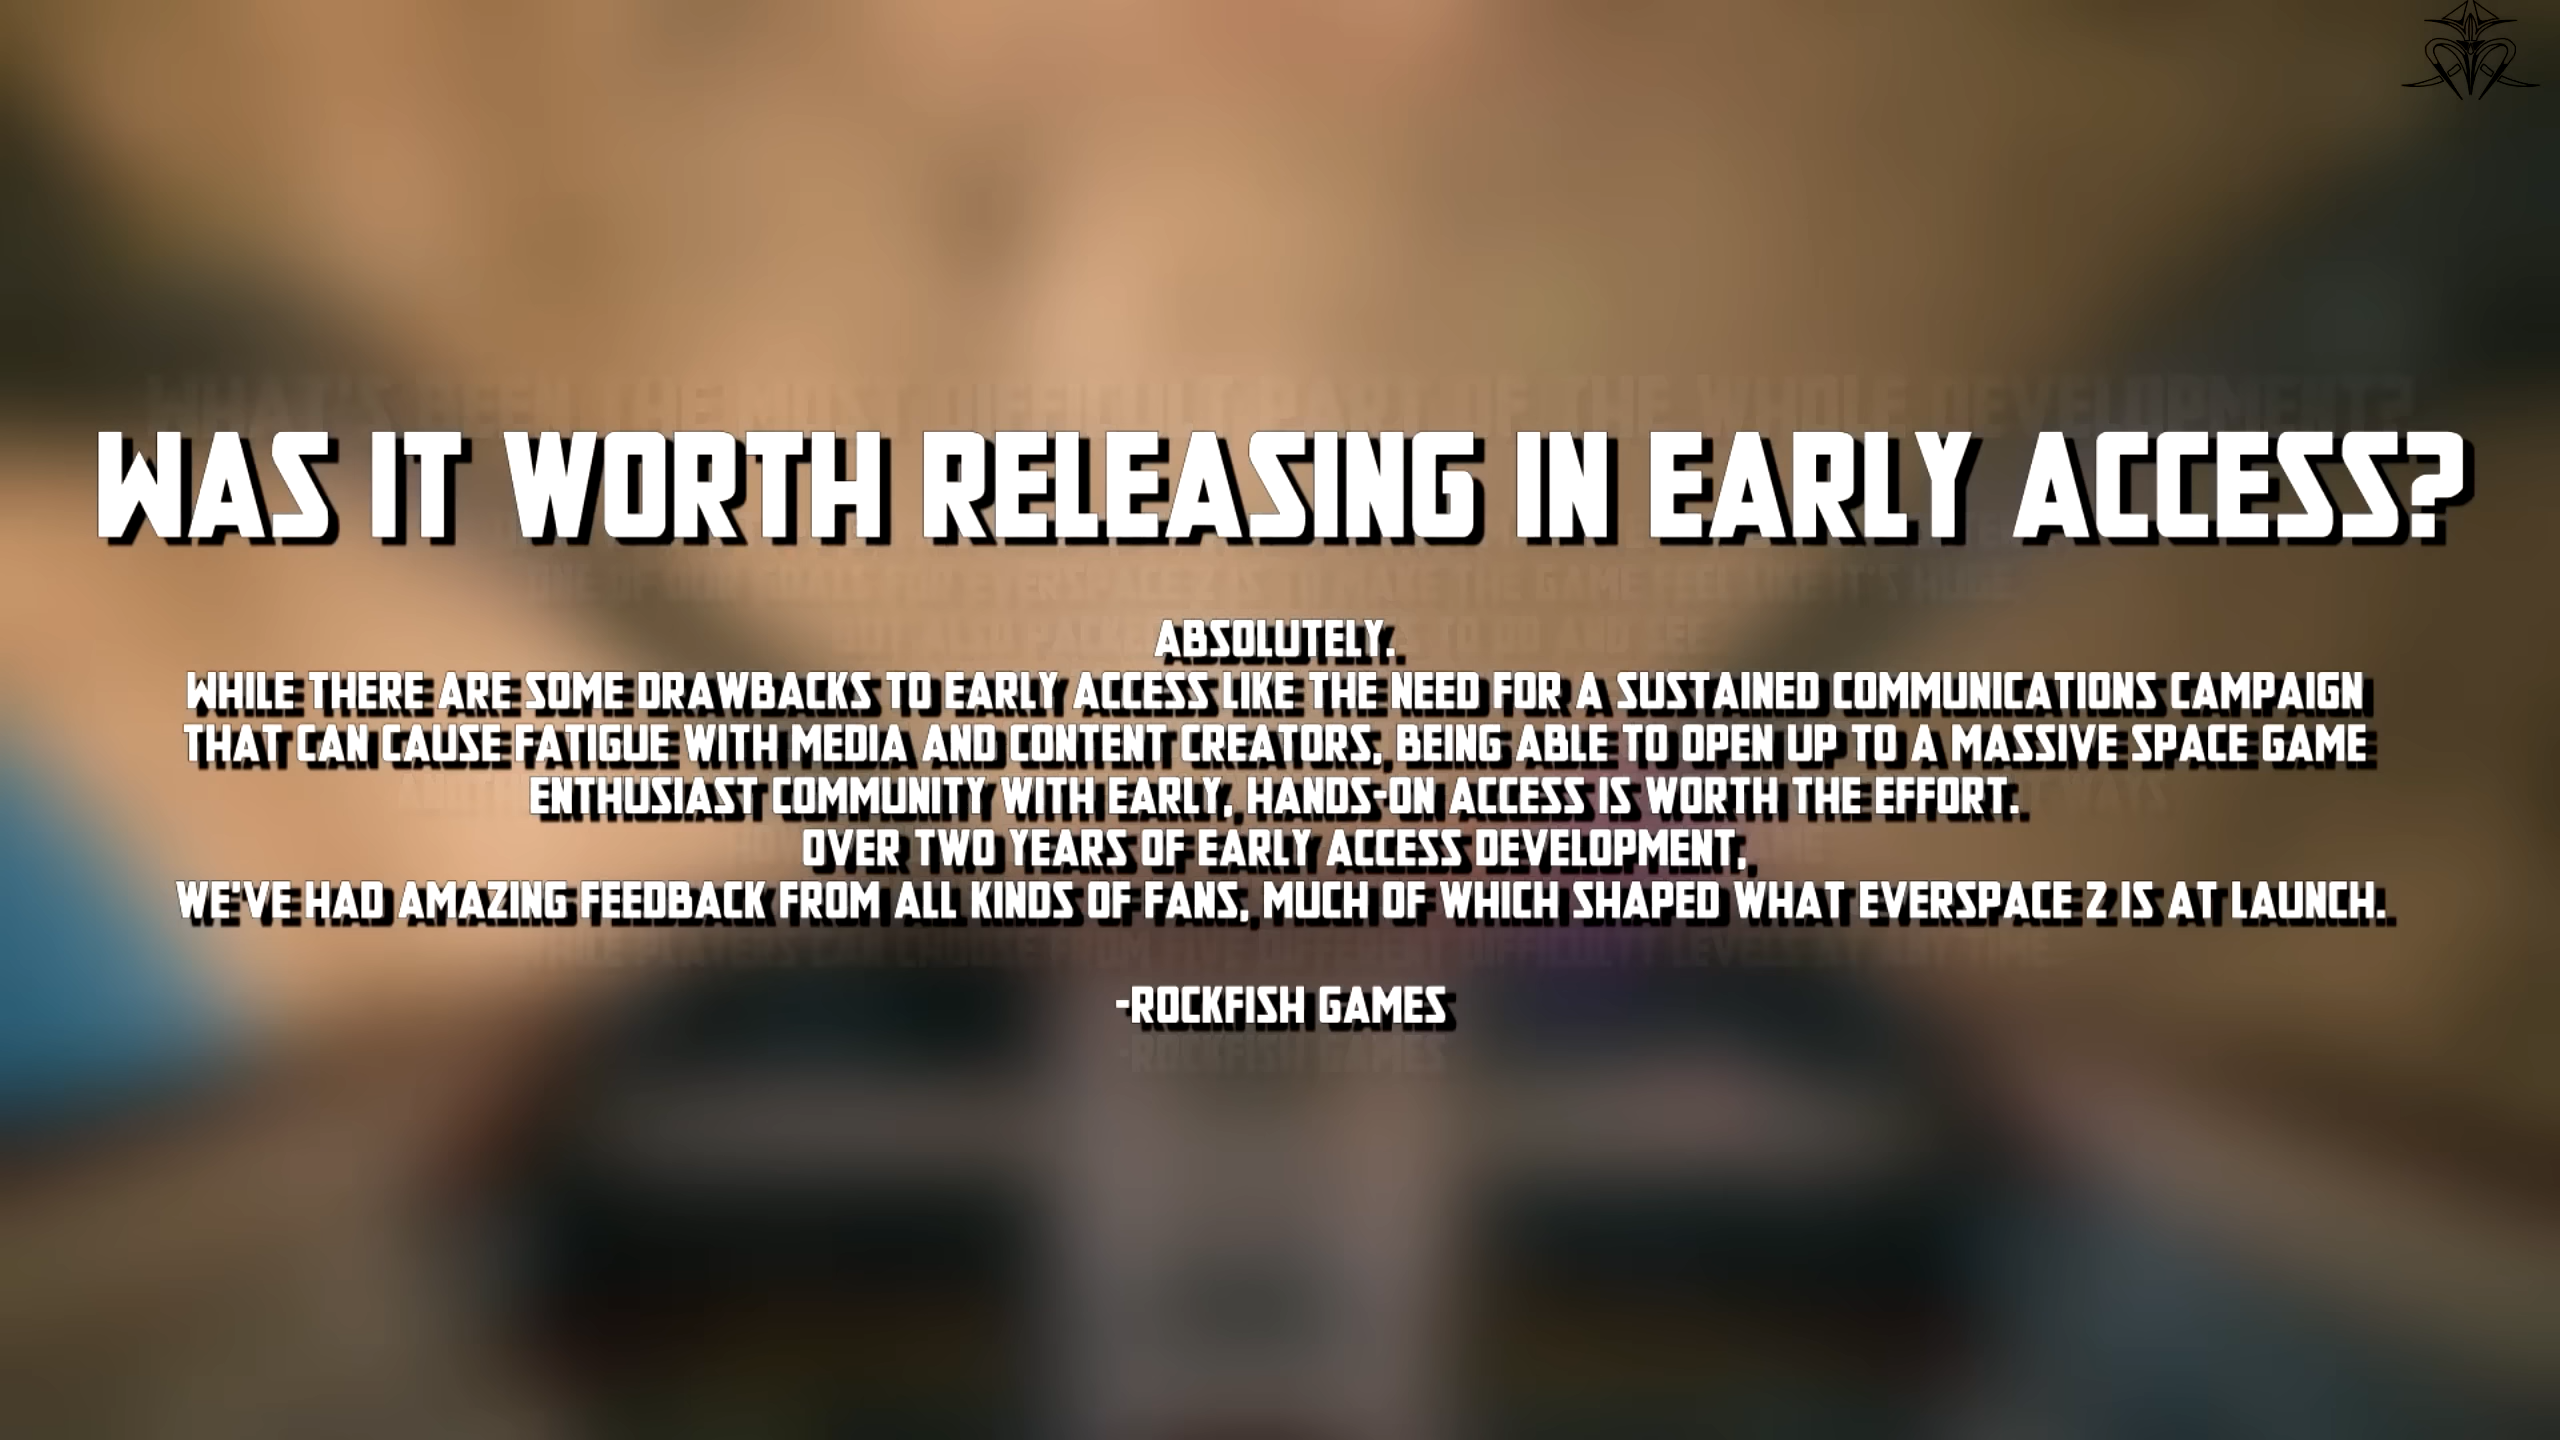 WAS IT WORTH RELEASING IN EARLY ACCESS?
ABSOLUTELY.
WHILE THERE ARE SOME DRAWBACKS TO EARLY ACCESS LIKE THE NEED FOR A SUSTAINED COMMUNICATIONS CAMPAIGN
THAT CAN CAUSE FATIGUE WITH MEDIA AND CONTENT CREATORS, BEING ABLE TO OPEN UP TO A MASSIVE SPACE GAME
ENTHUSIAST COMMUNITY WITH EARLY, HANDS-ON ACCESS IS WORTH THE EFFORT.
OVER TWO YEARS OF EARLY ACCESS DEVELOPMENT,
WE'VE HAD AMAZING FEEDBACK FROM ALL KINDS OF FANS, MUCH OF WHICH SHAPED WHAT EVERSPACE 2 IS AT LAUNCH.
-ROCKFISH GAMES